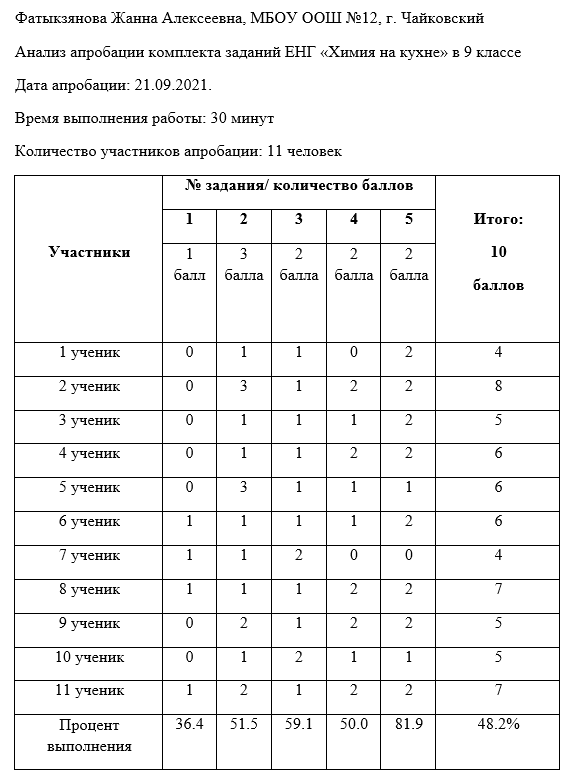 Фатыкзянова Жанна Алексеевна, МБОУ ООШ №12, г. Чайковский
Анализ апробации комплекта заданий ЕНГ «Химия на кухне» в 9 классе
Дата апробации: 21.09.2021.
Время выполнения работы: 30 минут
Количество участников апробации: 11 человек
Участники
№ задания/ количество баллов
Итого:
10
баллов
1 2 3 4 5
1 3 2 2 2
балл балла балла балла балла
1 ученик 0 1 1 0 2 4
2 ученик 0 3 1 2 2 8
3 ученик 0 1 1 1 2 5
4 ученик 0 1 1 2 2 6
5 ученик 0 3 1 1 1 6
6 ученик 1 1 1 1 2 6
7 ученик 1 1 2 0 0 4
8 ученик 1 1 1 2 2 7
9 ученик 0 2 1 2 2 5
10 ученик 0 1 2 1 1 5
11 ученик 1 2 1 2 2 7
Процент 36.4 51.5 59.1 50.0 81.9 48.2%
выполнения